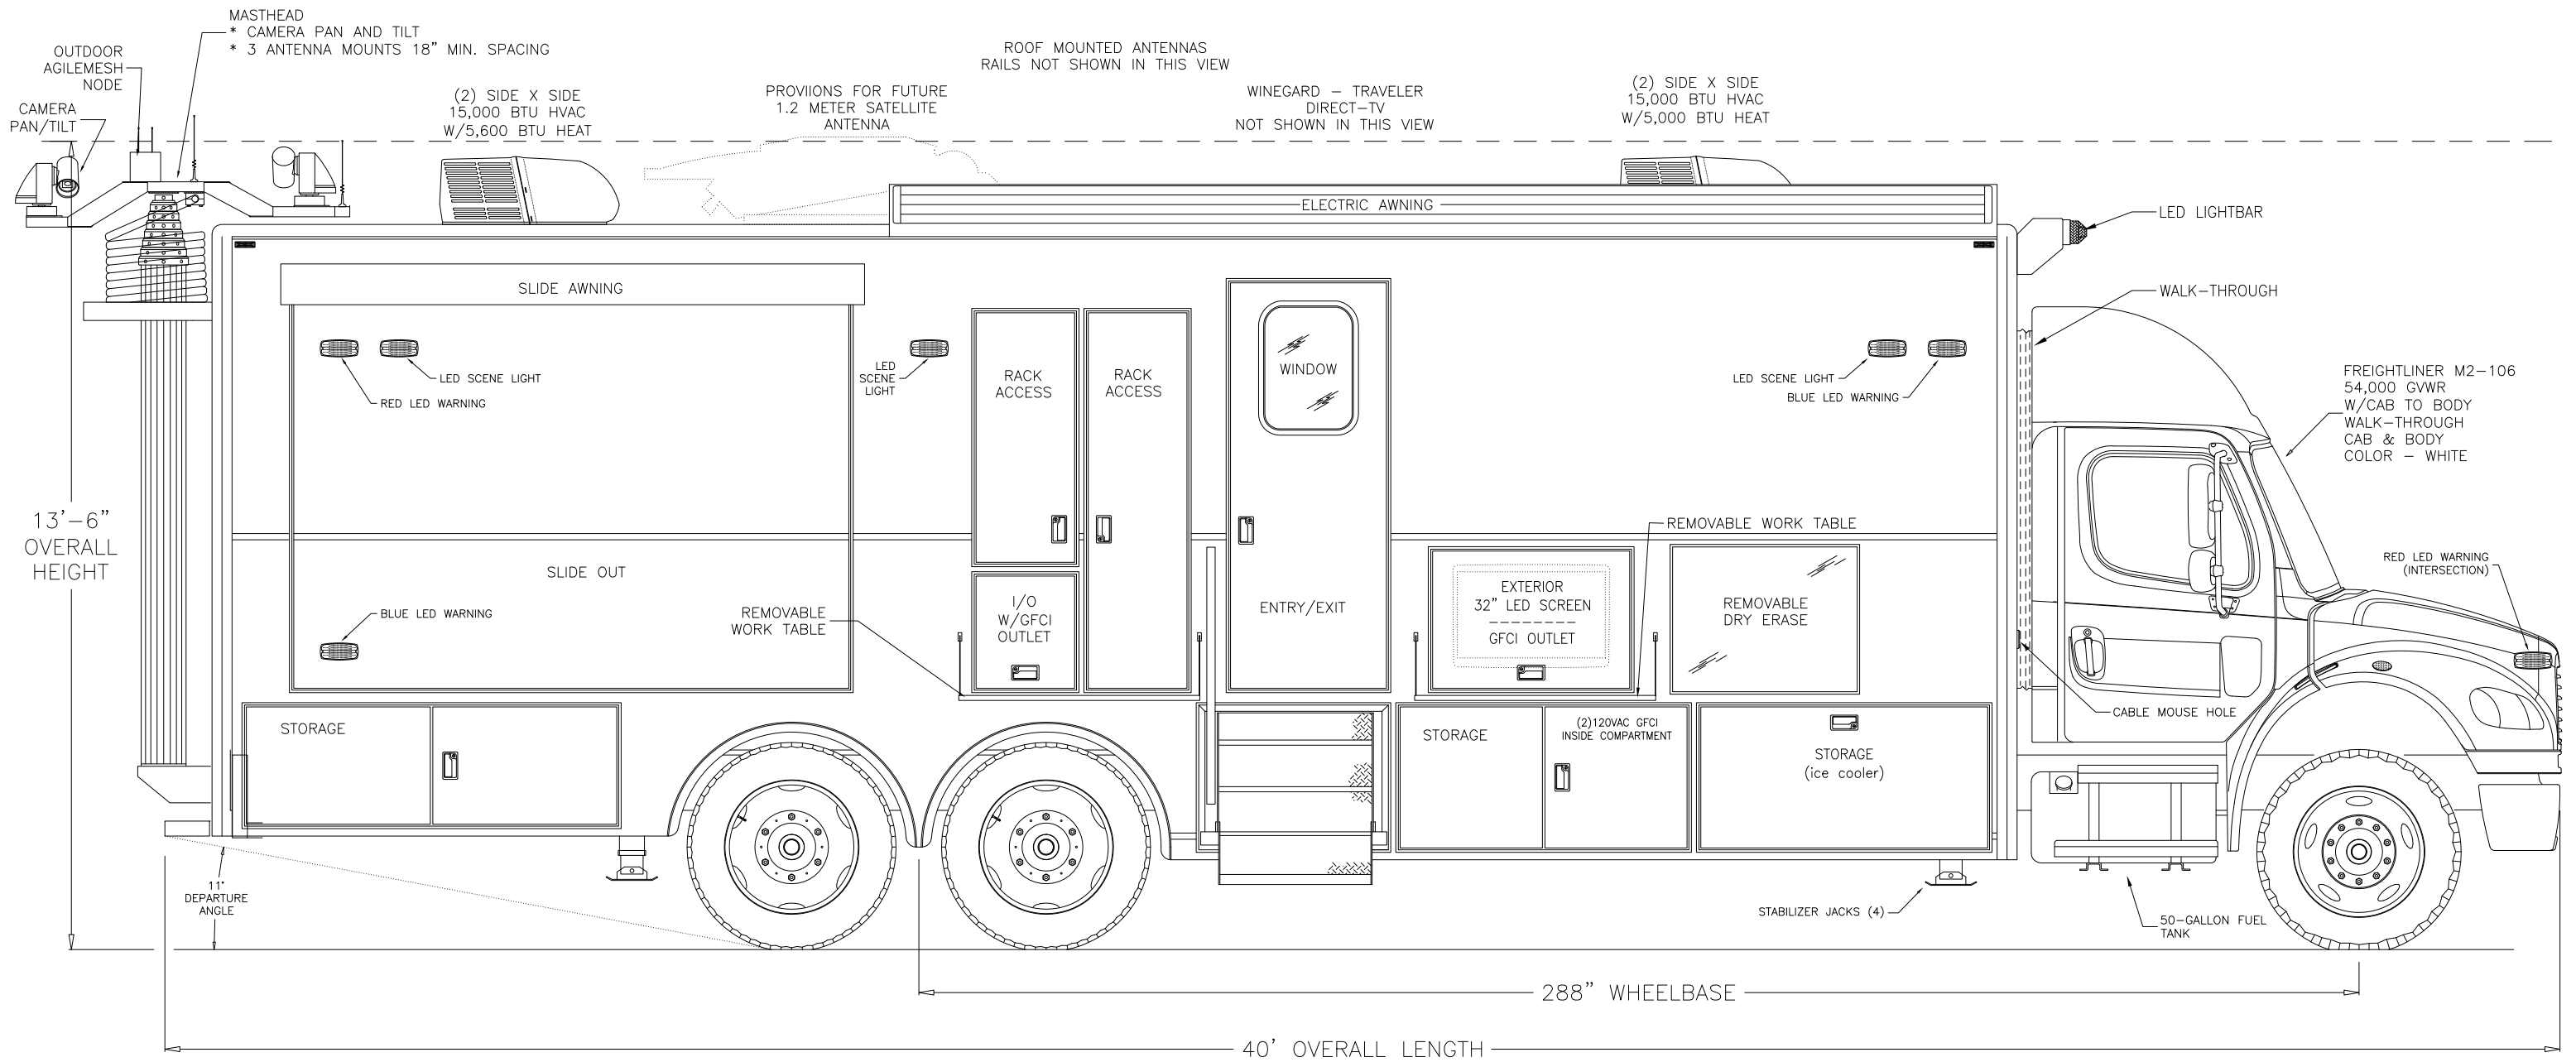 MASTHEAD
* CAMERA PAN AND TILT
* 3 ANTENNA MOUNTS 18” MIN. SPACING
OUTDOOR
AGILEMESH
NODE
CAMERA
PAN/TILT
(2) SIDE X SIDE
15,000 BTU HVAC
W/5,600 BTU HEAT
PROVIIONS FOR FUTURE
1.2 METER SATELLITE
ANTENNA
ROOF MOUNTED ANTENNAS
RAILS NOT SHOWN IN THIS VIEW
WINEGARD – TRAVELER
DIRECT–TV
NOT SHOWN IN THIS VIEW
(2) SIDE X SIDE
15,000 BTU HVAC
W/5,000 BTU HEAT
ELECTRIC AWNING
LED LIGHTBAR
SLIDE AWNING
WALK–THROUGH
LED SCENE LIGHT
RED LED WARNING
LED
SCENE
LIGHT
RACK
ACCESS
RACK
ACCESS
WINDOW
LED SCENE LIGHT
BLUE LED WARNING
FREIGHTLINER M2–106
54,000 GVWR
W/CAB TO BODY
WALK–THROUGH
CAB & BODY
COLOR – WHITE
13’–6”
OVERALL
HEIGHT
SLIDE OUT
BLUE LED WARNING
REMOVABLE
WORK TABLE
I/O
W/GFCI
OUTLET
ENTRY/EXIT
REMOVABLE WORK TABLE
EXTERIOR
32” LED SCREEN
––––––––
GFCI OUTLET
REMOVABLE
DRY ERASE
RED LED WARNING
(INTERSECTION)
CABLE MOUSE HOLE
STORAGE
STORAGE
(2)120VAC GFCI
INSIDE COMPARTMENT
STORAGE
(ice cooler)
11°
DEPARTURE
ANGLE
STABILIZER JACKS (4)
50–GALLON FUEL
TANK
288” WHEELBASE
40’ OVERALL LENGTH